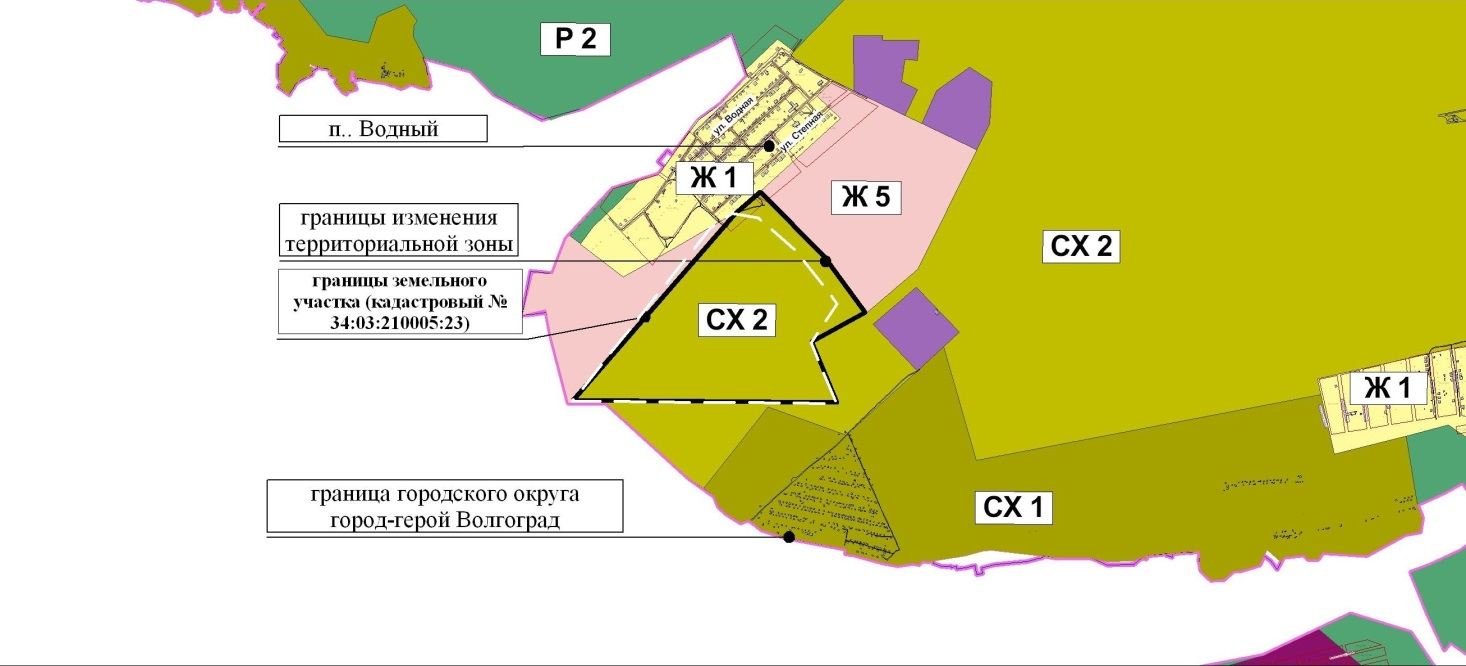 Р 2
п.. Водный
ул. Водная
ул. Степная
Ж 1
Ж 5
границы изменения
территориальной зоны
СХ 2
границы земельного
участка (кадастровый №
34:03:210005:23)
СХ 2
Ж 1
граница городского округа
город-герой Волгоград
СХ 1